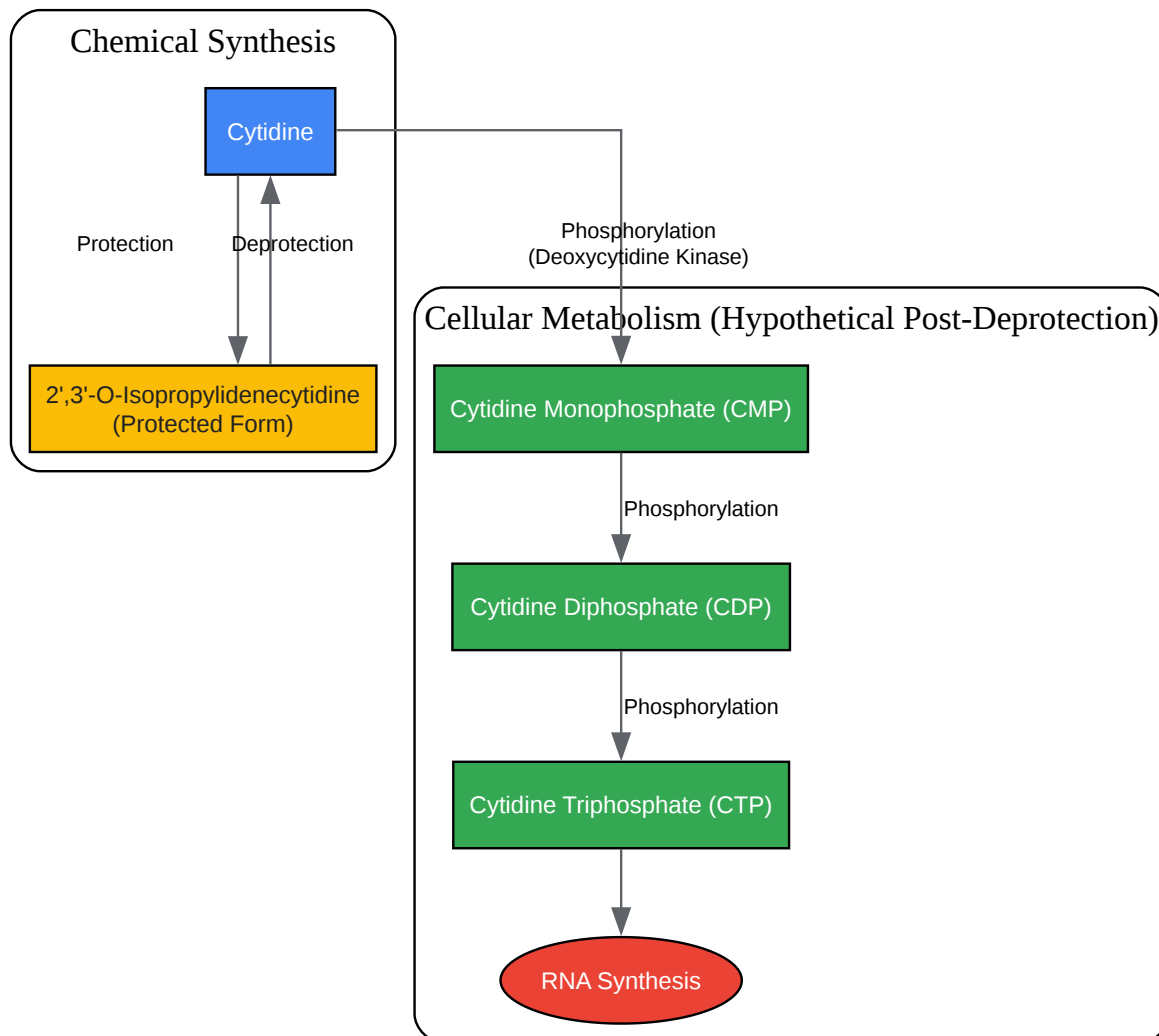 Chemical Synthesis
Cytidine
Protection
Deprotection
2',3'-O-Isopropylidenecytidine
(Protected Form)
Phosphorylation
(Deoxycytidine Kinase)
Cellular Metabolism (Hypothetical Post-Deprotection)
Cytidine Monophosphate (CMP)
Phosphorylation
Cytidine Diphosphate (CDP)
Phosphorylation
Cytidine Triphosphate (CTP)
RNA Synthesis